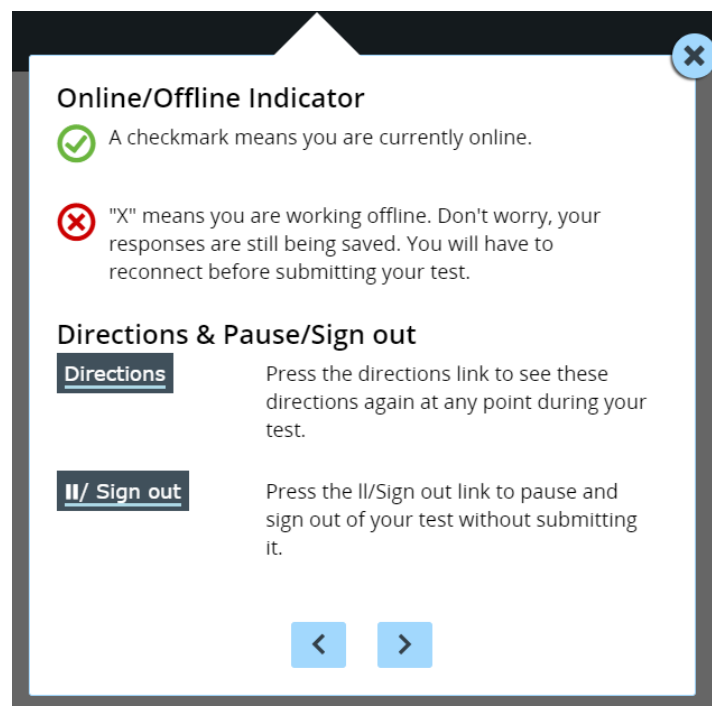 Online/Offline Indicator
A checkmark means you are currently online.
"X" means you are working offline. Don't worry, your
responses are still being saved. You will have to
reconnect before submitting your test.
Directions & Pause/Sign out
Directions
Press the directions link to see these
directions again at any point during your
test.
II/ Sign out
Press the ll/Sign out link to pause and
sign out of your test without submitting
it.